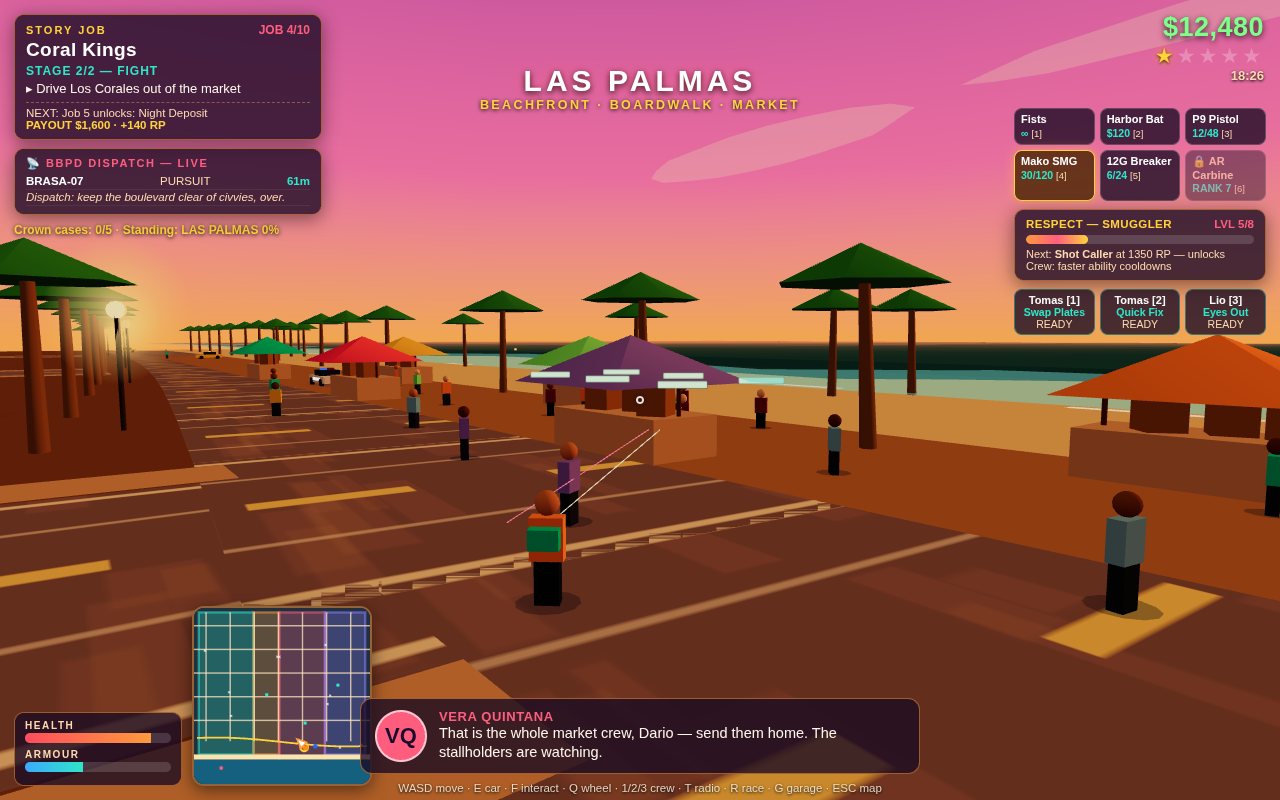 STORY JOB JOB 4/10
Coral Kings
STAGE 2/2 — FIGHT
▸ Drive Los Corales out of the market
NEXT: Job 5 unlocks: Night Deposit
PAYOUT $1,600 · +140 RP
BBPD DISPATCH — LIVE
BRASA-07 PURSUIT 61m
Dispatch: keep the boulevard clear of civvies, over.
Crown cases: 0/5 · Standing: LAS PALMAS 0%
LAS PALMAS
BEACHFRONT · BOARDWALK · MARKET
$12,480
18:26
Fists
∞ [1]
Harbor Bat
$120 [2]
P9 Pistol
12/48 [3]
Mako SMG
30/120 [4]
12G Breaker
6/24 [5]
AR
Carbine
RANK 7 [6]
RESPECT — SMUGGLER LVL 5/8
Next: Shot Caller at 1350 RP — unlocks
Crew: faster ability cooldowns
Tomas [1]
Swap Plates
READY
Tomas [2]
Quick Fix
READY
Lio [3]
Eyes Out
READY
HEALTH
ARMOUR
VQ
VERA QUINTANA
That is the whole market crew, Dario — send them home. The
stallholders are watching.
WASD move · E car · F interact · Q wheel · 1/2/3 crew · T radio · R race · G garage · ESC map